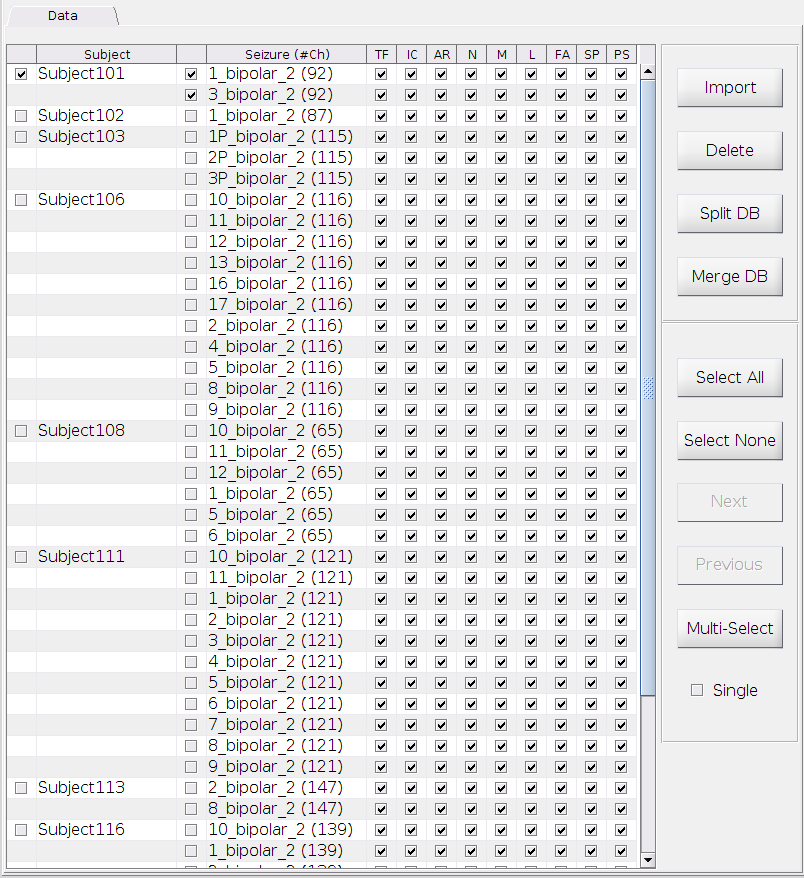 Data
Subject Seizure (#Ch) TF IC AR N M L FA SP PS
Subject101 1_bipolar_2 (92)
3_bipolar_2 (92)
Subject102 1_bipolar_2 (87)
Subject103 1P_bipolar_2 (115)
2P_bipolar_2 (115)
3P_bipolar_2 (115)
Subject106 10_bipolar_2 (116)
11_bipolar_2 (116)
12_bipolar_2 (116)
13_bipolar_2 (116)
16_bipolar_2 (116)
17_bipolar_2 (116)
2_bipolar_2 (116)
4_bipolar_2 (116)
5_bipolar_2 (116)
8_bipolar_2 (116)
9_bipolar_2 (116)
Subject108 10_bipolar_2 (65)
11_bipolar_2 (65)
12_bipolar_2 (65)
1_bipolar_2 (65)
5_bipolar_2 (65)
6_bipolar_2 (65)
Subject111 10_bipolar_2 (121)
11_bipolar_2 (121)
1_bipolar_2 (121)
2_bipolar_2 (121)
3_bipolar_2 (121)
4_bipolar_2 (121)
5_bipolar_2 (121)
6_bipolar_2 (121)
7_bipolar_2 (121)
8_bipolar_2 (121)
9_bipolar_2 (121)
Subject113 2_bipolar_2 (147)
8_bipolar_2 (147)
Subject116 10_bipolar_2 (139)
1_bipolar_2 (139)
Import
Delete
Split DB
Merge DB
Select All
Select None
Next
Previous
Multi-Select
Single